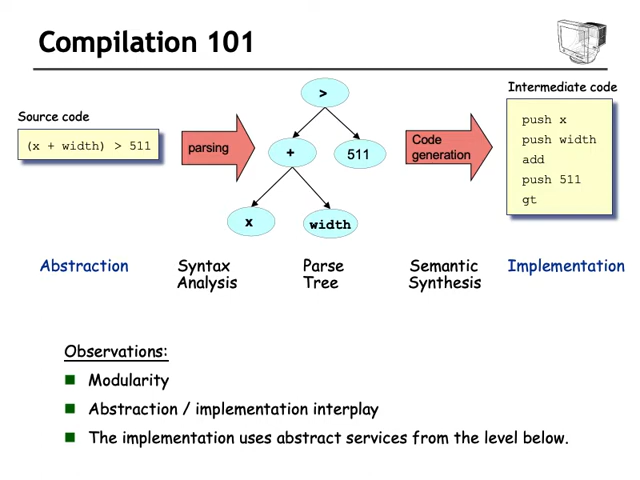 Compilation 101
Source code
(x + width) > 511
parsing
>
+
511
x
width
Code
generation
Intermediate code
push x
push width
add
push 511
gt
Abstraction
Syntax
Analysis
Parse
Tree
Semantic
Synthesis
Implementation
Observations:
Modularity
Abstraction / implementation interplay
The implementation uses abstract services from the level below.